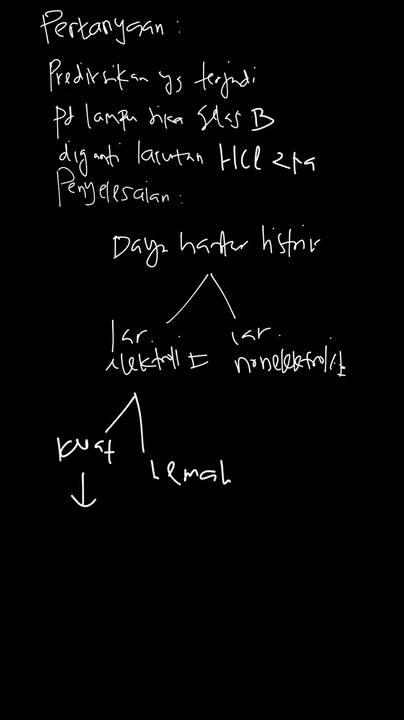 Pertanyaan :
Prediksikan yg terjadi
pd lampu jika gelas B
diganti larutan HCl
Penyelesaian :
Daya hantar listrik
lar. lar.
elektrolit nonelektrolit
kuat
lemah